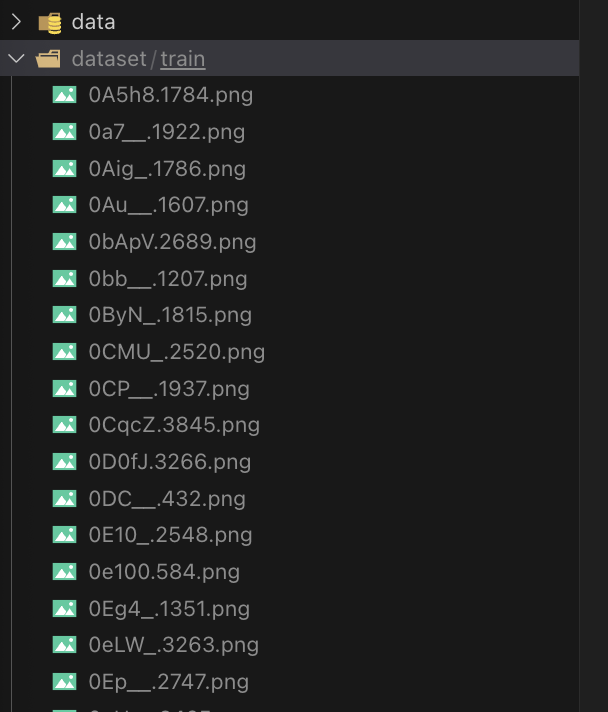 data
dataset/train
0A5h8.1784.png
0a7__.1922.png
0Aig_.1786.png
0Au__.1607.png
0bApV.2689.png
0bb__.1207.png
0ByN_.1815.png
0CMU_.2520.png
0CP__.1937.png
0CqcZ.3845.png
0D0fJ.3266.png
0DC__.432.png
0E10_.2548.png
0e100.584.png
0Eg4_.1351.png
0eLW_.3263.png
0Ep__.2747.png